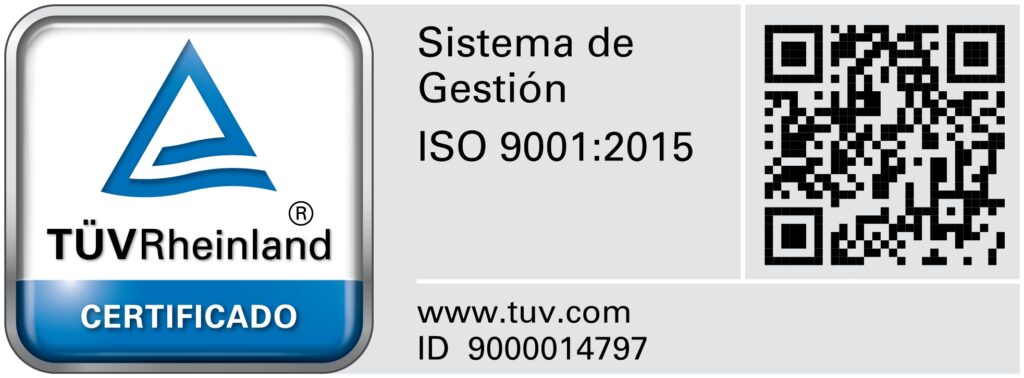 ®
TÜVRheinland
CERTIFICADO
Sistema de
Gestión
ISO 9001:2015
www.tuv.com
ID 9000014797